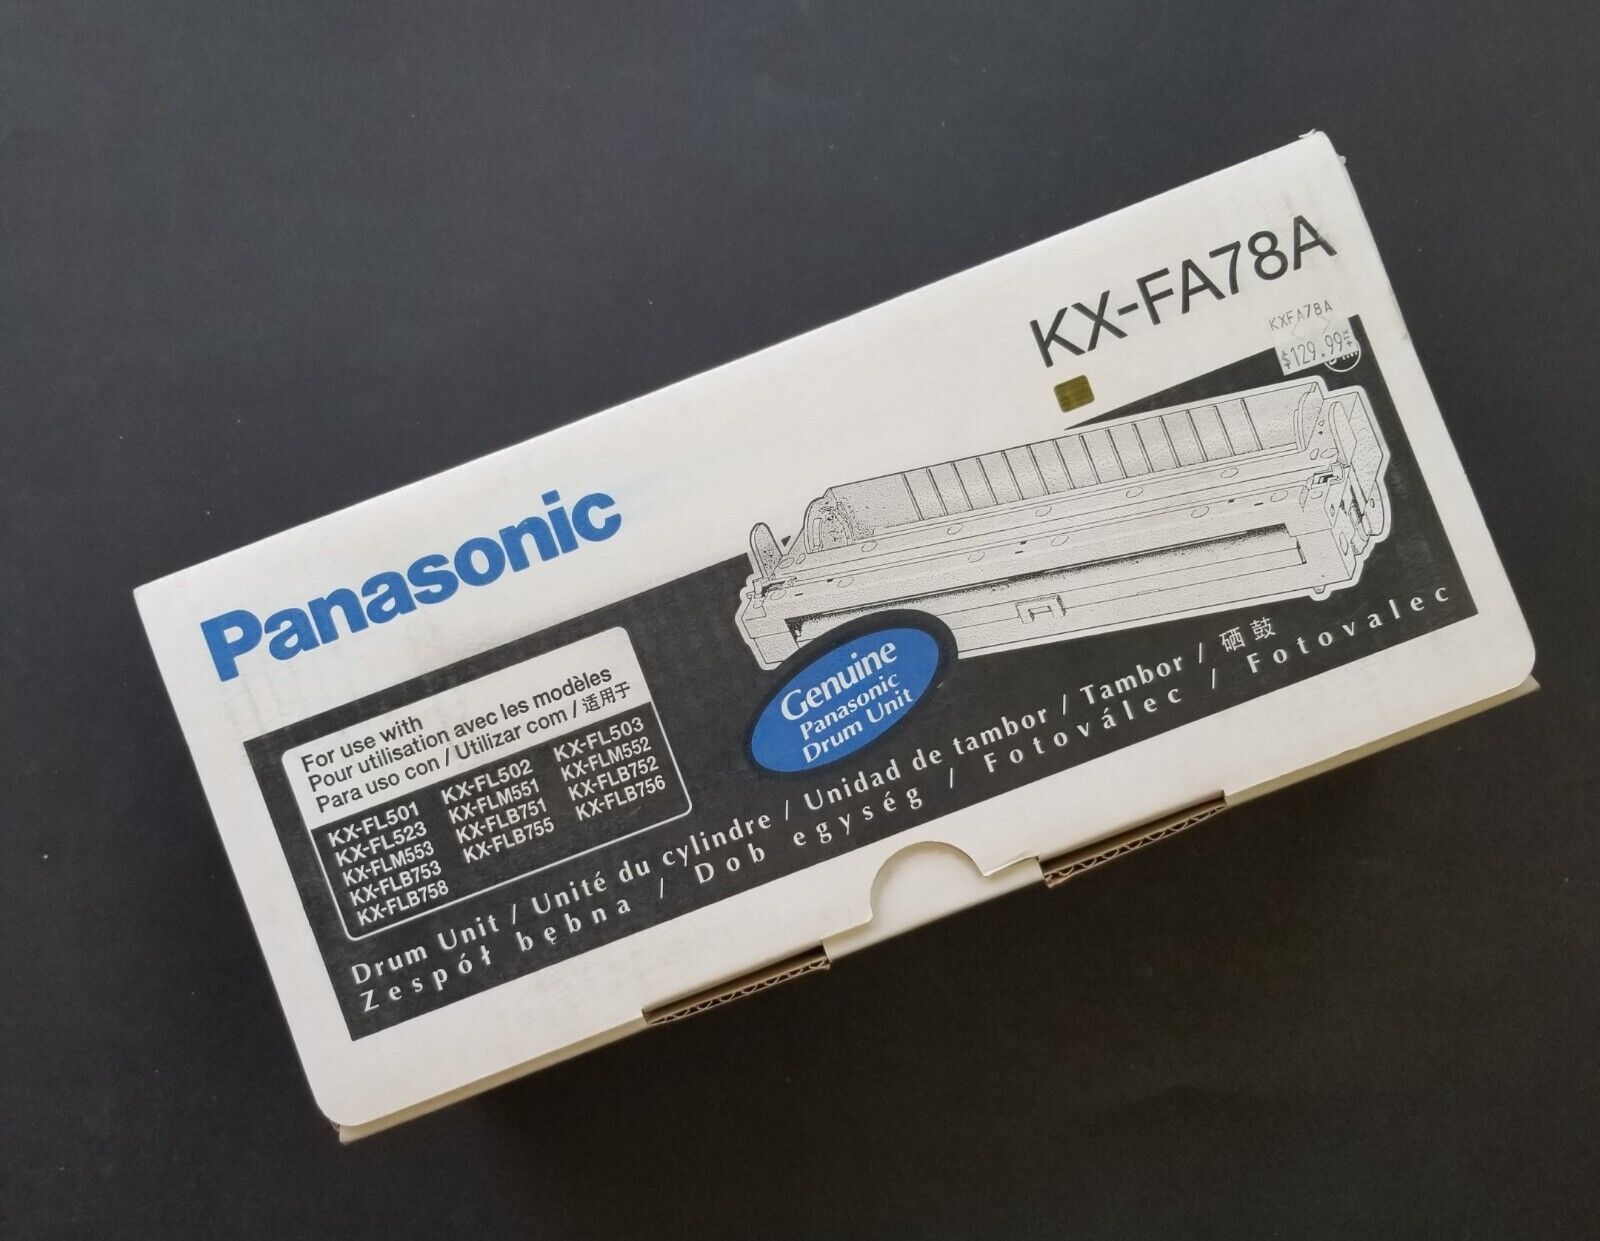 KX-FA78A
KXFA78A
$129.99
Panasonic
For use with
Pour utilisation avec les modèles
Para uso con / Utilizar com / 适用于
KX-FL501 KX-FL502 KX-FL503
KX-FL523 KX-FLM551 KX-FLM552
KX-FLM553 KX-FLB751 KX-FLB752
KX-FLB753 KX-FLB755 KX-FLB756
KX-FLB758
Genuine
Panasonic
Drum Unit
Drum Unit / Unité du cylindre / Unidad de tambor / Tambor / 硒鼓
Zespół bębna / Dob egység / Fotoválec / Fotovalec